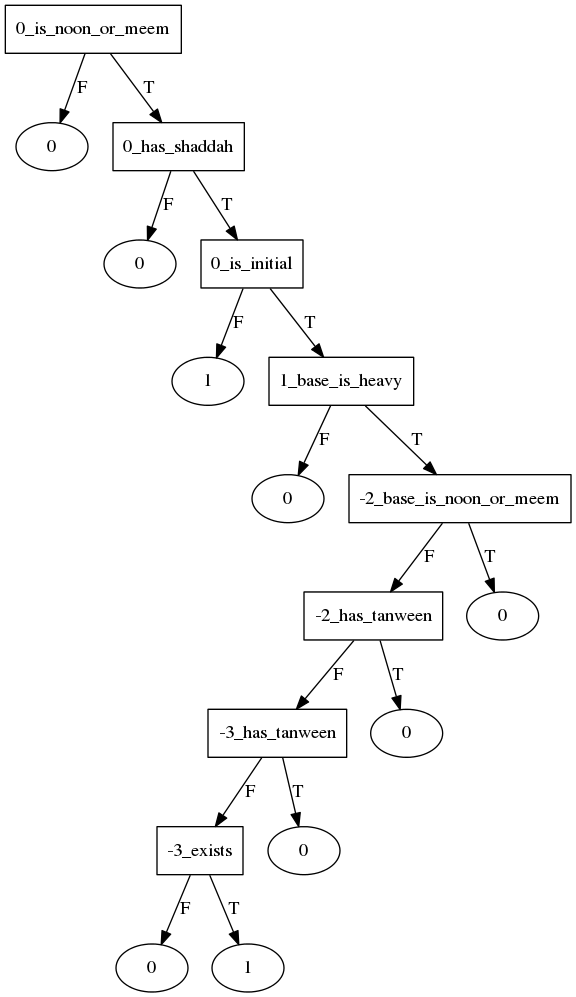 0_is_noon_or_meem
F
T
0
0_has_shaddah
F
T
0
0_is_initial
F
T
1
1_base_is_heavy
F
T
0
-2_base_is_noon_or_meem
F
T
-2_has_tanween
0
F
T
-3_has_tanween
0
F
T
-3_exists
0
F
T
0
1